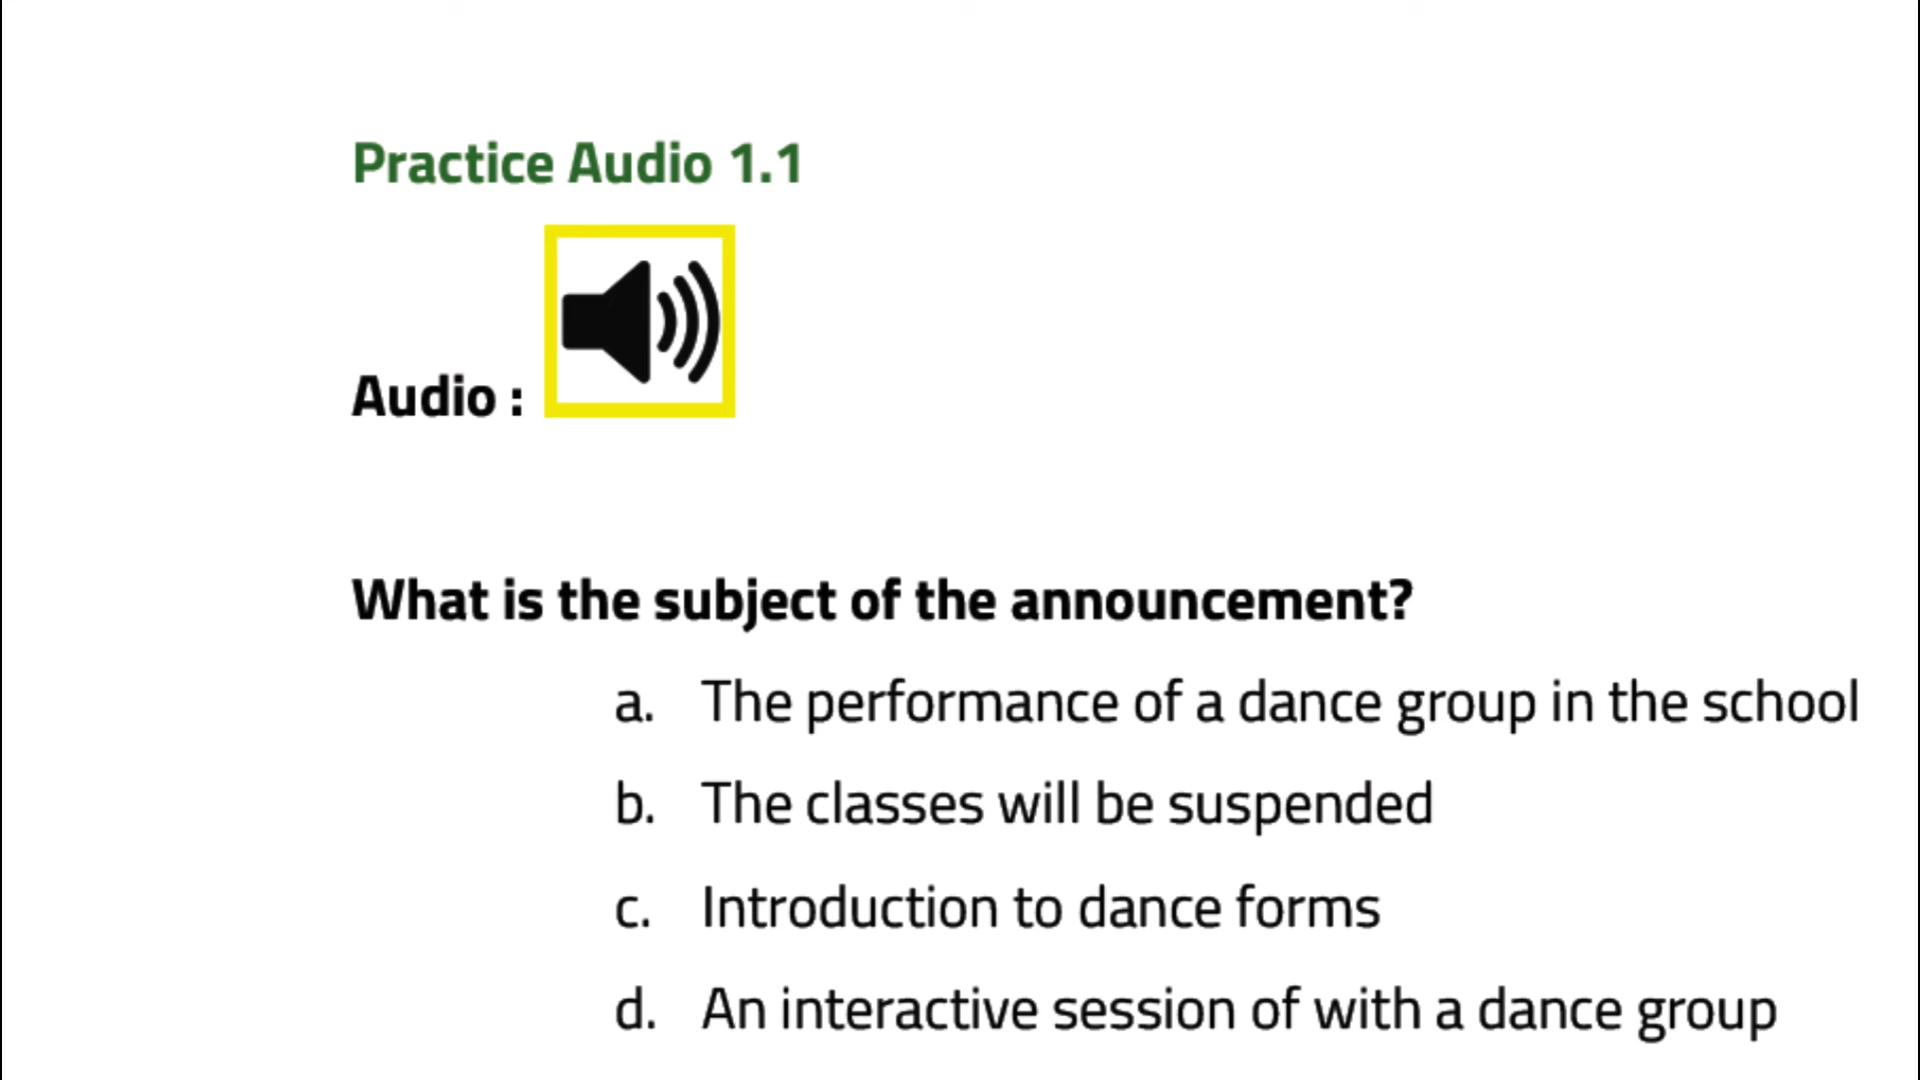 Practice Audio 1.1
Audio :
What is the subject of the announcement?
a. The performance of a dance group in the school
b. The classes will be suspended
c. Introduction to dance forms
d. An interactive session of with a dance group